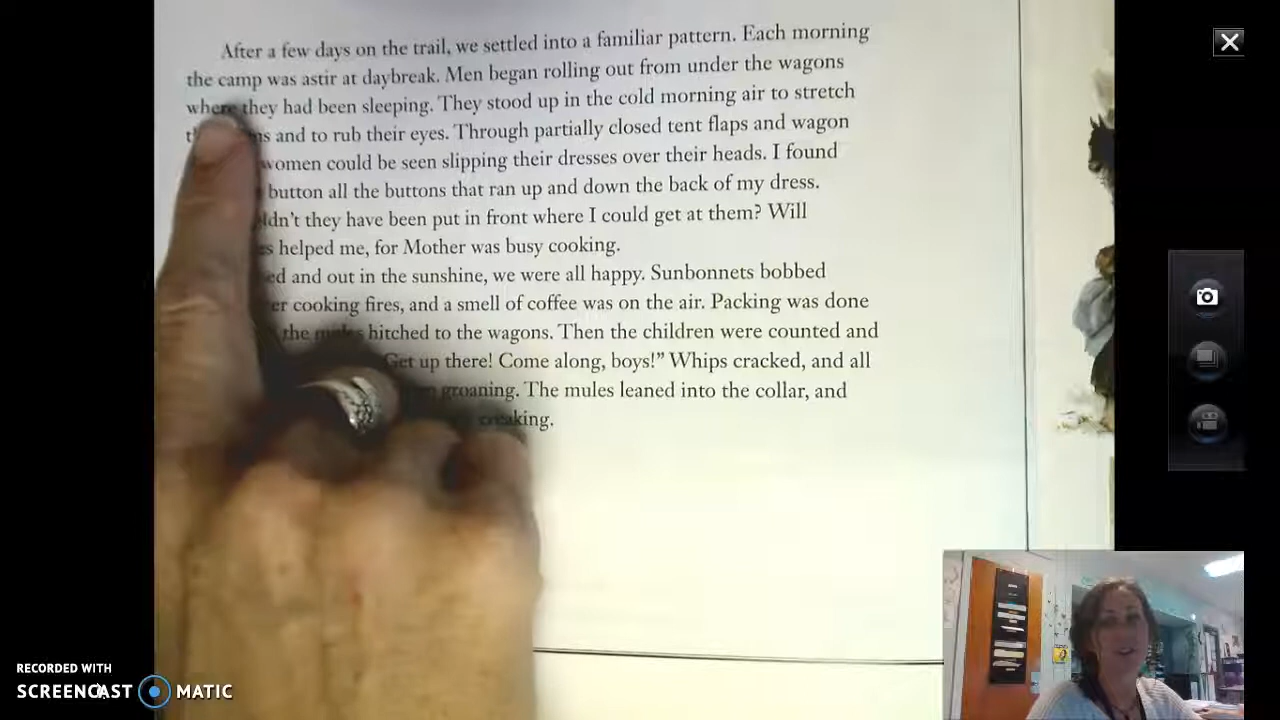 After a few days on the trail, we settled into a familiar pattern. Each morning
the camp was astir at daybreak. Men began rolling out from under the wagons
where they had been sleeping. They stood up in the cold morning air to stretch
and to rub their eyes. Through partially closed tent flaps and wagon
women could be seen slipping their dresses over their heads. I found
button all the buttons that ran up and down the back of my dress.
they have been put in front where I could get at them? Will
helped me, for Mother was busy cooking.
and out in the sunshine, we were all happy. Sunbonnets bobbed
cooking fires, and a smell of coffee was on the air. Packing was done
the mules hitched to the wagons. Then the children were counted and
Get up there! Come along, boys!” Whips cracked, and all
groaning. The mules leaned into the collar, and
RECORDED WITH
SCREENCAST MATIC